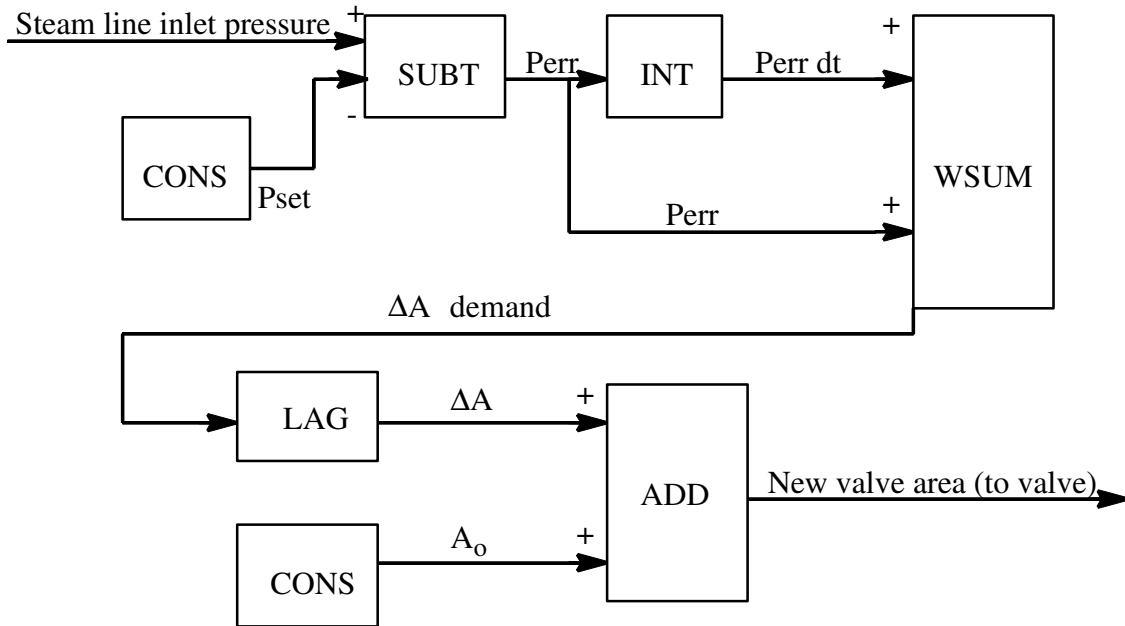 Steam line inlet pressure
+
SUBT
-
CONS
Pset
Perr
INT
Perr dt
+
WSUM
Perr
+
ΔA demand
LAG
ΔA
+
ADD
New valve area (to valve)
CONS
Ao
+